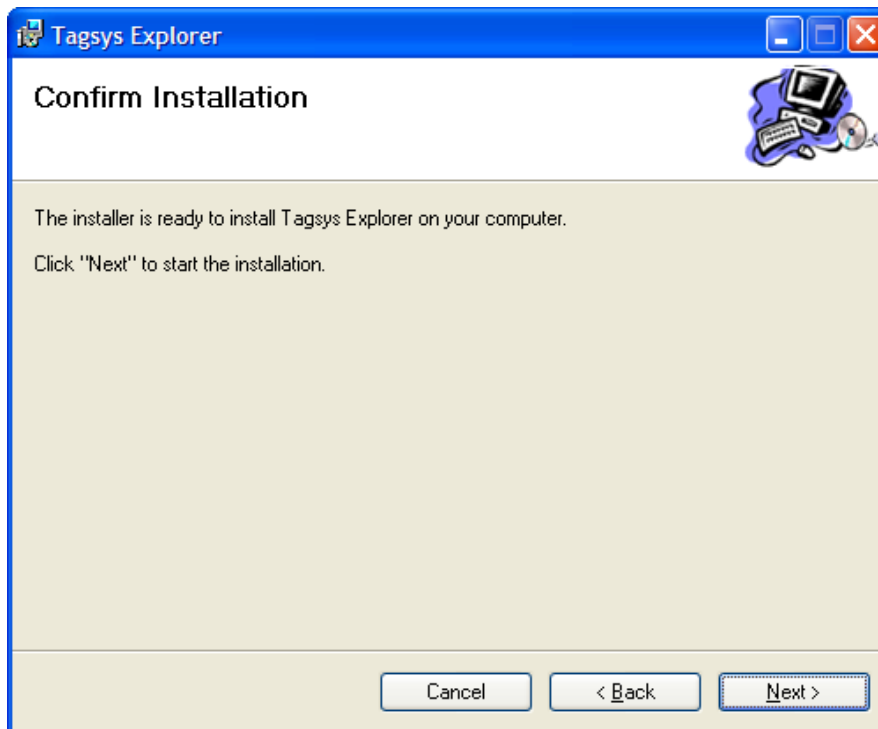 Tagsys Explorer
Confirm Installation
The installer is ready to install Tagsys Explorer on your computer.
Click "Next" to start the installation.
Cancel < Back Next >